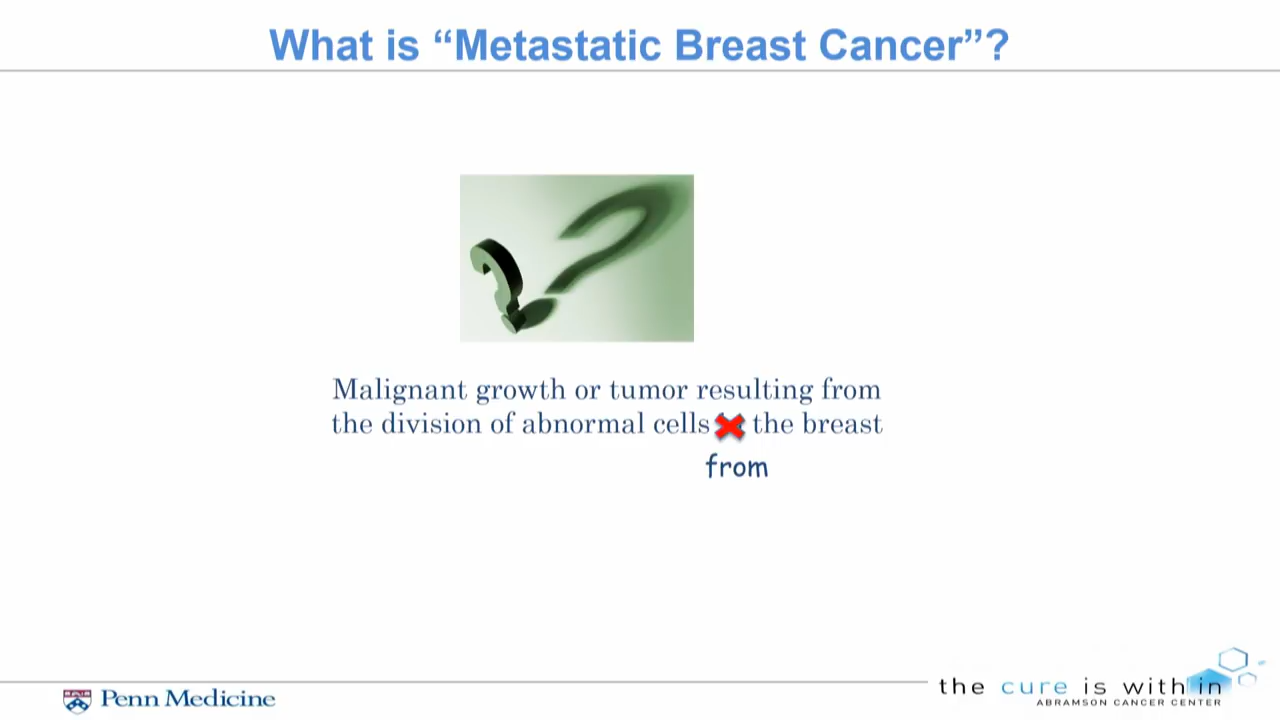 What is “Metastatic Breast Cancer”?
Malignant growth or tumor resulting from
the division of abnormal cells the breast
from
Penn Medicine
the cure is within
ABRAMSON CANCER CENTER